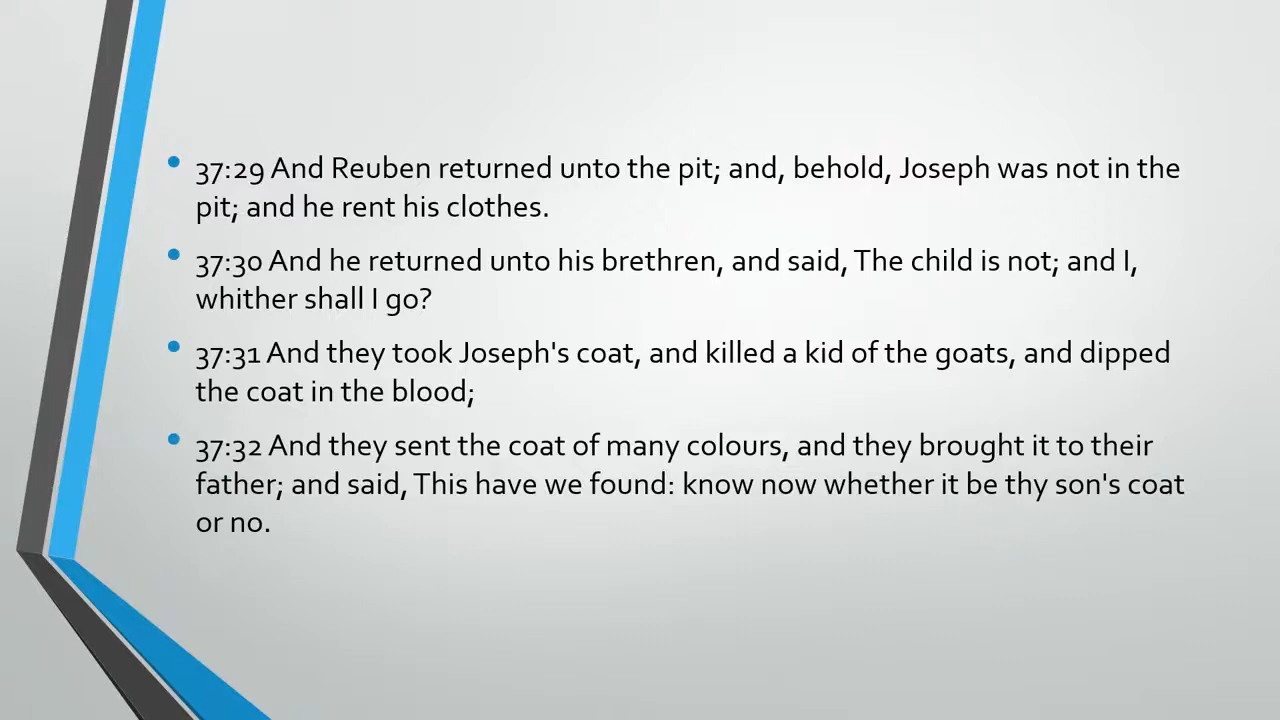 37:29 And Reuben returned unto the pit; and, behold, Joseph was not in the
pit; and he rent his clothes.
37:30 And he returned unto his brethren, and said, The child is not; and I,
whither shall I go?
37:31 And they took Joseph's coat, and killed a kid of the goats, and dipped
the coat in the blood;
37:32 And they sent the coat of many colours, and they brought it to their
father; and said, This have we found: know now whether it be thy son's coat
or no.